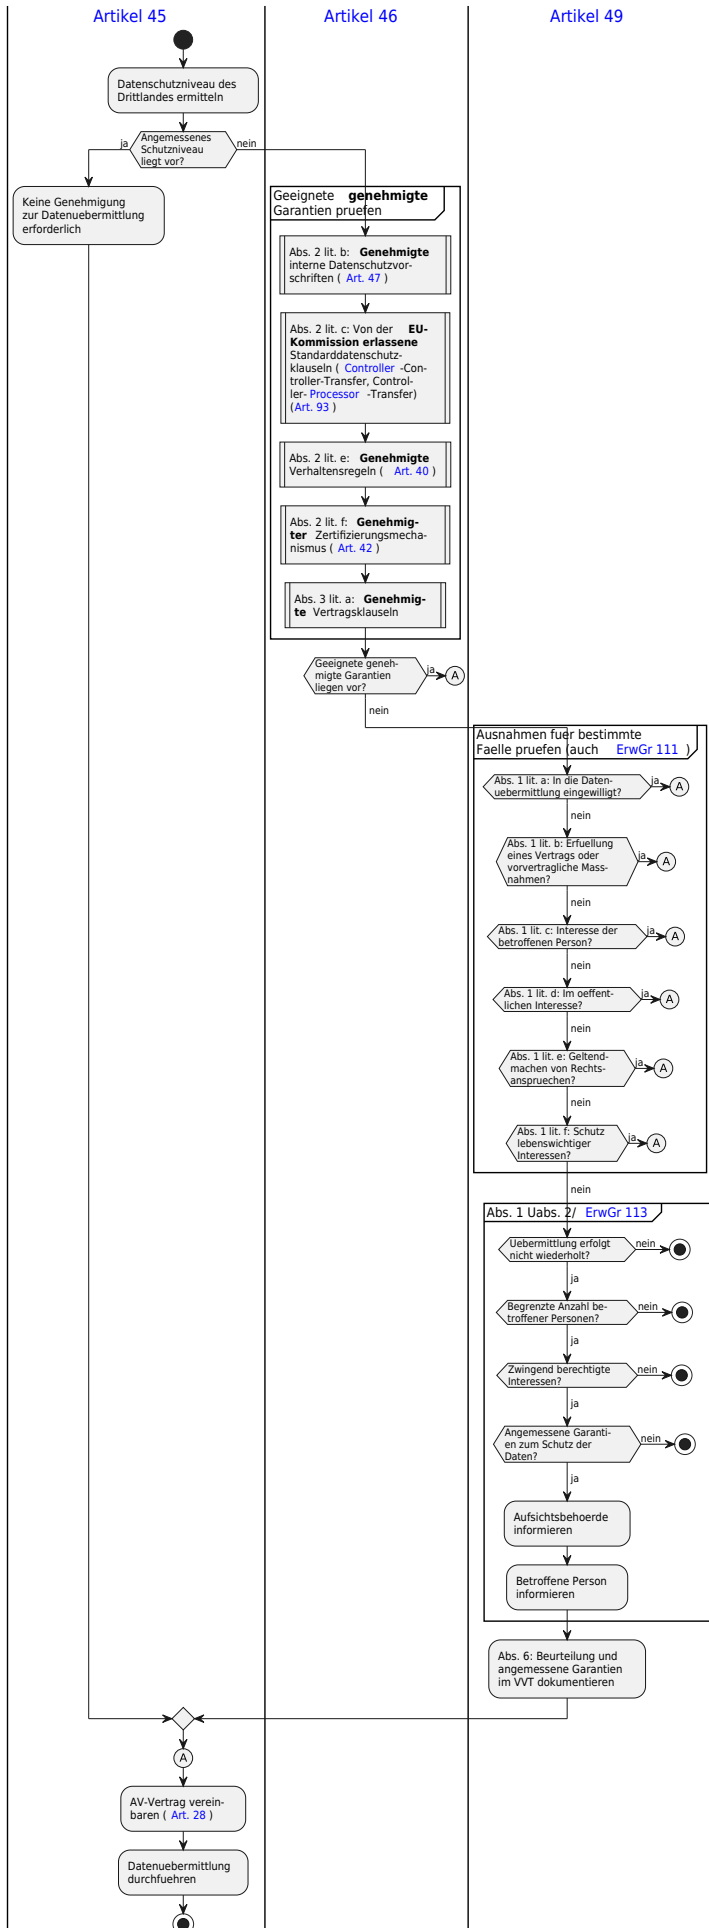 Artikel 45
Artikel 46
Artikel 49
Datenschutzniveau des
Drittlandes ermitteln
Angemessenes
Schutzniveau
liegt vor?
ja
nein
Keine Genehmigung
zur Datenuebermittlung
erforderlich
Geeignete genehmigte
Garantien pruefen
Abs. 2 lit. b: Genehmigte
interne Datenschutzvor-
schriften ( Art. 47 )
Abs. 2 lit. c: Von der EU-
Kommission erlassene
Standarddatenschutz-
klauseln ( Controller -Con-
troller-Transfer, Control-
ler- Processor -Transfer)
(Art. 93 )
Abs. 2 lit. e: Genehmigte
Verhaltensregeln ( Art. 40 )
Abs. 2 lit. f: Genehmig-
ter Zertifizierungsmecha-
nismus ( Art. 42 )
Abs. 3 lit. a: Genehmig-
te Vertragsklauseln
Geeignete geneh-
migte Garantien
liegen vor?
ja
A
nein
Ausnahmen fuer bestimmte
Faelle pruefen (auch ErwGr 111 )
Abs. 1 lit. a: In die Daten-
uebermittlung eingewilligt?
ja
A
nein
Abs. 1 lit. b: Erfuellung
eines Vertrags oder
vorvertragliche Mass-
nahmen?
ja
A
nein
Abs. 1 lit. c: Interesse der
betroffenen Person?
ja
A
nein
Abs. 1 lit. d: Im oeffent-
lichen Interesse?
ja
A
nein
Abs. 1 lit. e: Geltend-
machen von Rechts-
anspruechen?
ja
A
nein
Abs. 1 lit. f: Schutz
lebenswichtiger
Interessen?
ja
A
nein
Abs. 1 Uabs. 2/ ErwGr 113
Uebermittlung erfolgt
nicht wiederholt?
nein
ja
Begrenzte Anzahl be-
troffener Personen?
nein
ja
Zwingend berechtigte
Interessen?
nein
ja
Angemessene Garanti-
en zum Schutz der
Daten?
nein
ja
Aufsichtsbehoerde
informieren
Betroffene Person
informieren
Abs. 6: Beurteilung und
angemessene Garantien
im VVT dokumentieren
A
AV-Vertrag verein-
baren ( Art. 28 )
Datenuebermittlung
durchfuehren